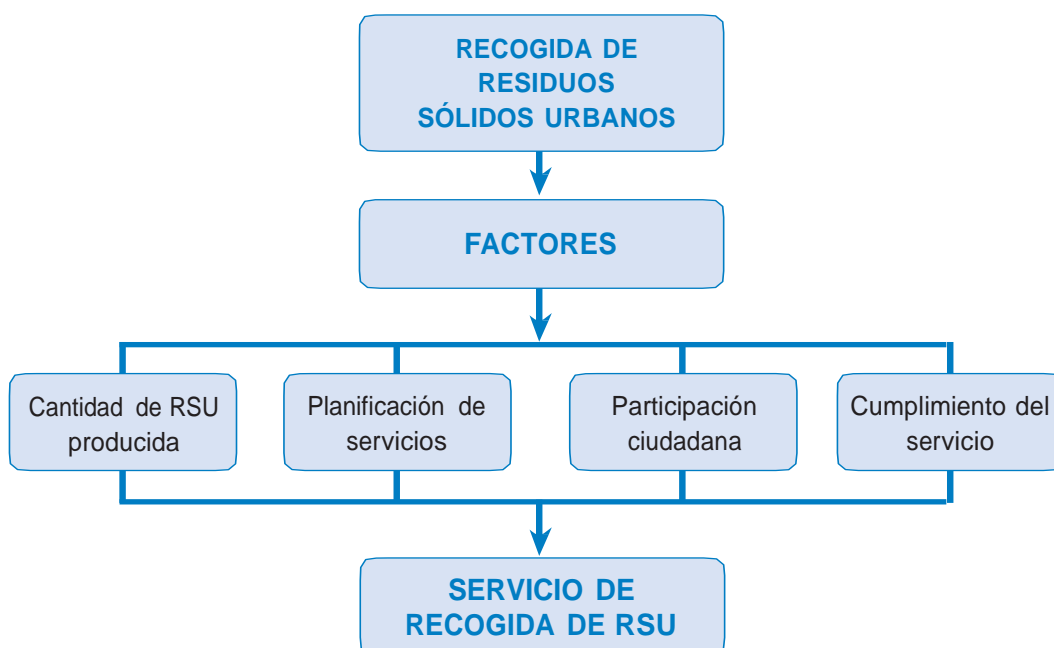 RECOGIDA DE
RESIDUOS
SÓLIDOS URBANOS
FACTORES
Cantidad de RSU
producida
Planificación de
servicios
Participación
ciudadana
Cumplimiento del
servicio
SERVICIO DE
RECOGIDA DE RSU